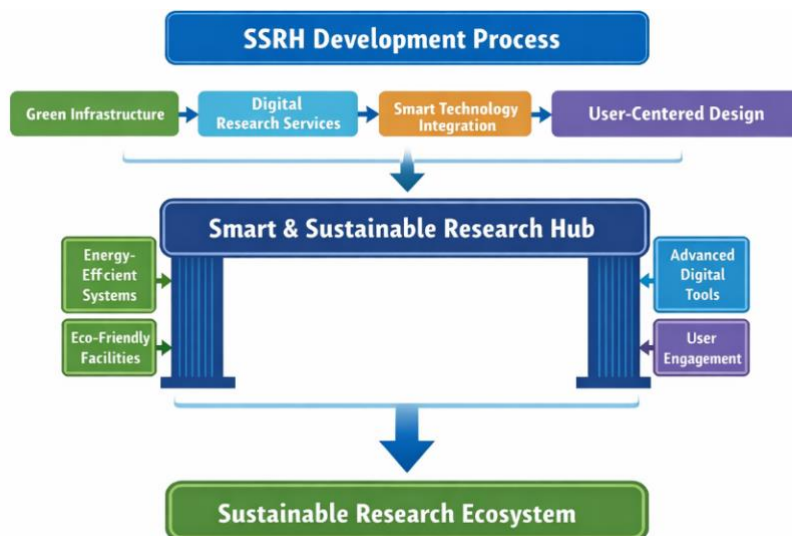 SSRH Development Process
Green Infrastructure
Digital
Research Services
Smart Technology
Integration
User-Centered Design
Smart & Sustainable Research Hub
Energy-
Efficient
Systems
Eco-Friendly
Facilities
Advanced
Digital
Tools
User
Engagement
Sustainable Research Ecosystem